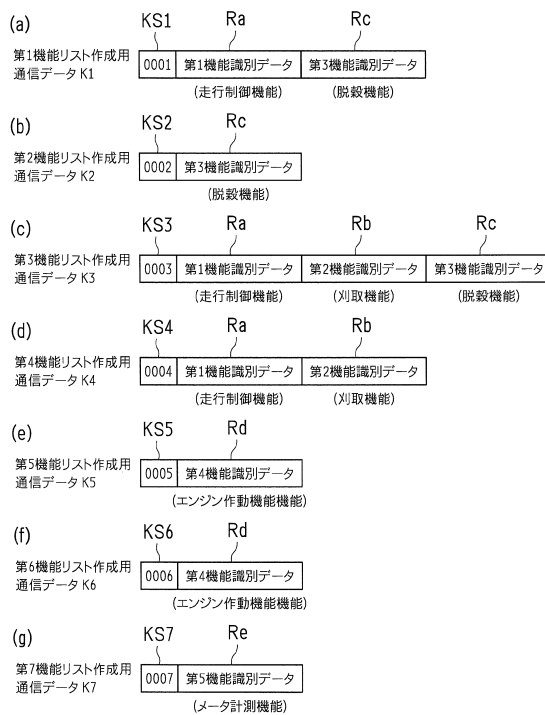 (a)
KS1 Ra Rc
第1機能リスト作成用
通信データK1
0001 第1機能識別データ 第3機能識別データ
(走行制御機能) (脱穀機能)
(b)
KS2 Rc
第2機能リスト作成用
通信データK2
0002 第3機能識別データ
(脱穀機能)
(c)
KS3 Ra Rb Rc
第3機能リスト作成用
通信データK3
0003 第1機能識別データ 第2機能識別データ 第3機能識別データ
(走行制御機能) (刈取機能) (脱穀機能)
(d)
KS4 Ra Rb
第4機能リスト作成用
通信データK4
0004 第1機能識別データ 第2機能識別データ
(走行制御機能) (刈取機能)
(e)
KS5 Rd
第5機能リスト作成用
通信データK5
0005 第4機能識別データ
(エンジン作動機能機能)
(f)
KS6 Rd
第6機能リスト作成用
通信データK6
0006 第4機能識別データ
(エンジン作動機能機能)
(g)
KS7 Re
第7機能リスト作成用
通信データK7
0007 第5機能識別データ
(メータ計測機能)